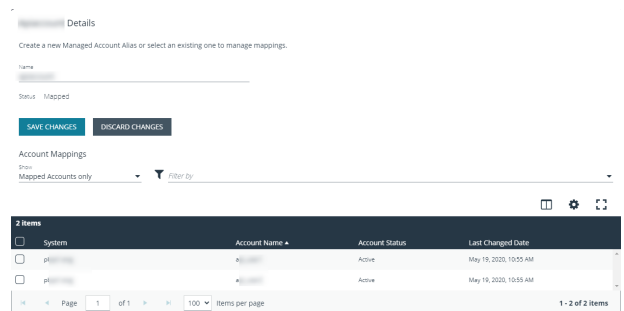 Details
Create a new Managed Account Alias or select an existing one to manage mappings.
Name
Status Mapped
SAVE CHANGES DISCARD CHANGES
Account Mappings
Show
Mapped Accounts only Filter by
2 items
System Account Name Account Status Last Changed Date
Active May 19, 2020, 10:55 AM
Active May 19, 2020, 10:55 AM
Page 1 of 1 100 Items per page 1 - 2 of 2 items